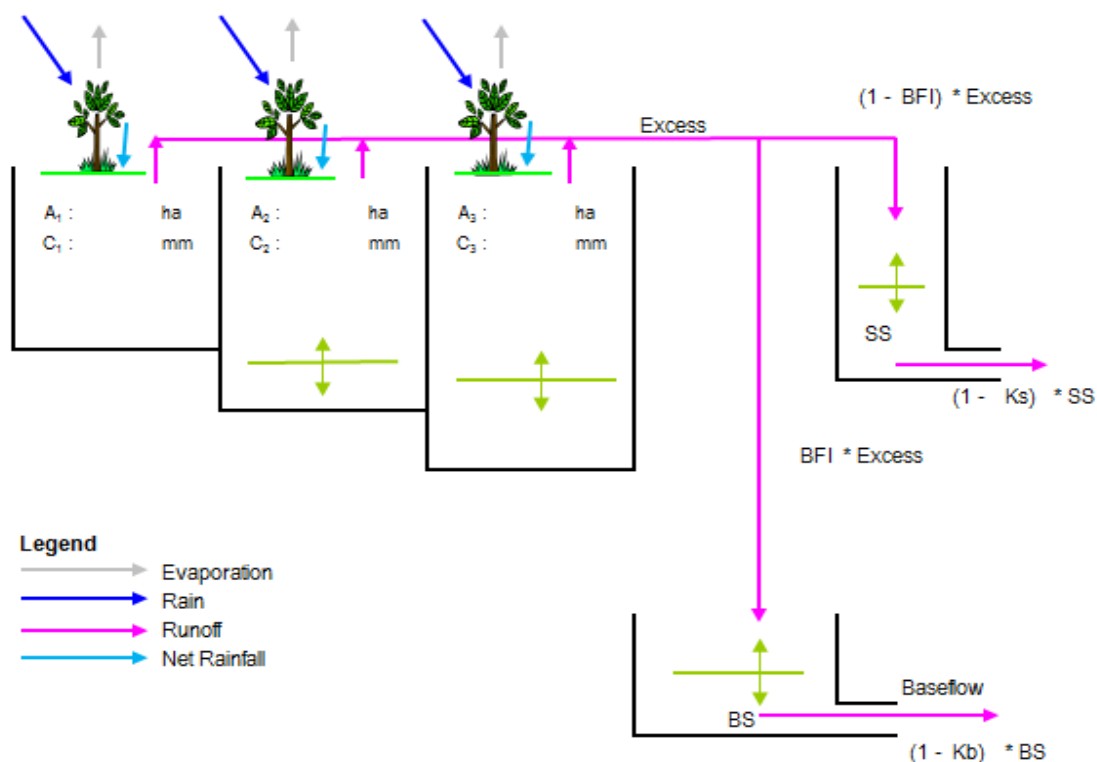 (1 - BFI) * Excess
Excess
A₁ : ha
C₁ : mm
A₂ : ha
C₂ : mm
A₃ : ha
C₃ : mm
SS
(1 - Ks) * SS
BFI * Excess
Legend
Evaporation
Rain
Runoff
Net Rainfall
Baseflow
BS
(1 - Kb) * BS